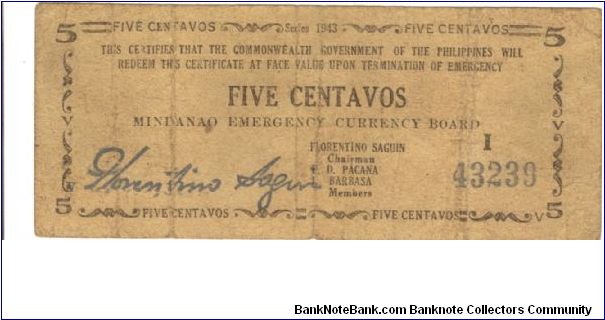 5 FIVE CENTAVOS Series 1943 FIVE CENTAVOS 5
THIS CERTIFIES THAT THE COMMONWEALTH GOVERNMENT OF THE PHILIPPINES WILL
REDEEM THIS CERTIFICATE AT FACE VALUE UPON TERMINATION OF EMERGENCY
FIVE CENTAVOS
V MINDANAO EMERGENCY CURRENCY BOARD V
FLORENTINO SAGUIN I
Chairman
D. PACANA 43239
BARBASA
Members
Florentino Saguin
5 FIVE CENTAVOS FIVE CENTAVOS V 5
BankNoteBank.com Banknote Collectors Community